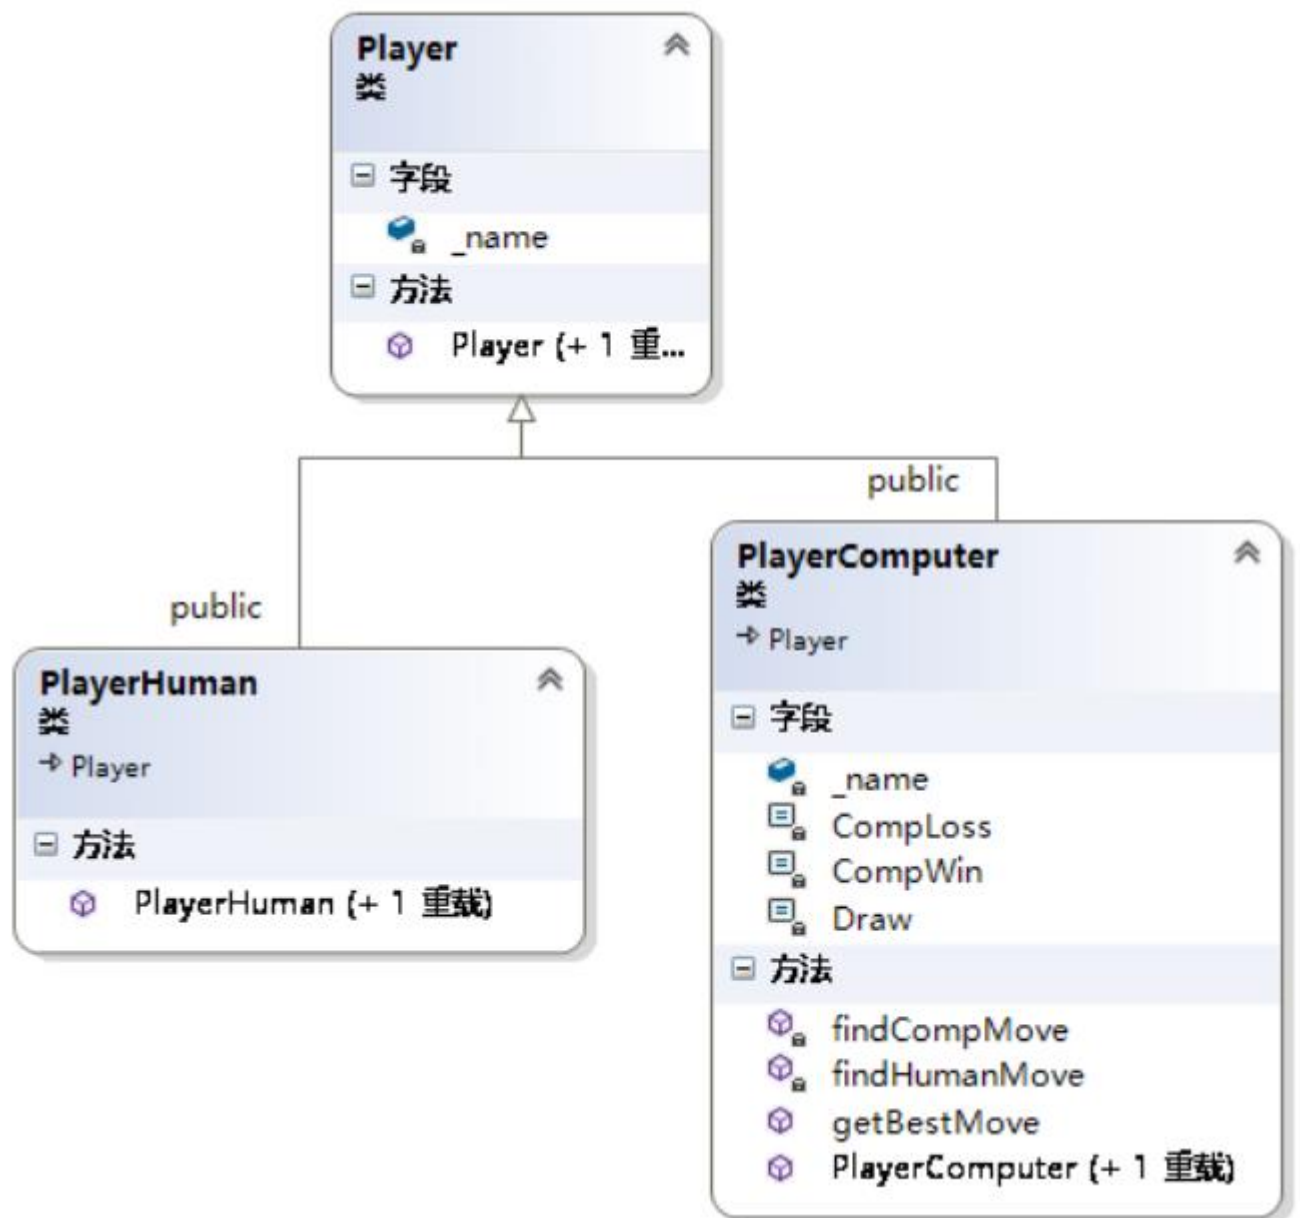 Player
类
字段
_name
方法
Player (+ 1 重...
public
public
PlayerHuman
类
Player
方法
PlayerHuman (+ 1 重载)
PlayerComputer
类
Player
字段
_name
CompLoss
CompWin
Draw
方法
findCompMove
findHumanMove
getBestMove
PlayerComputer (+ 1 重载)